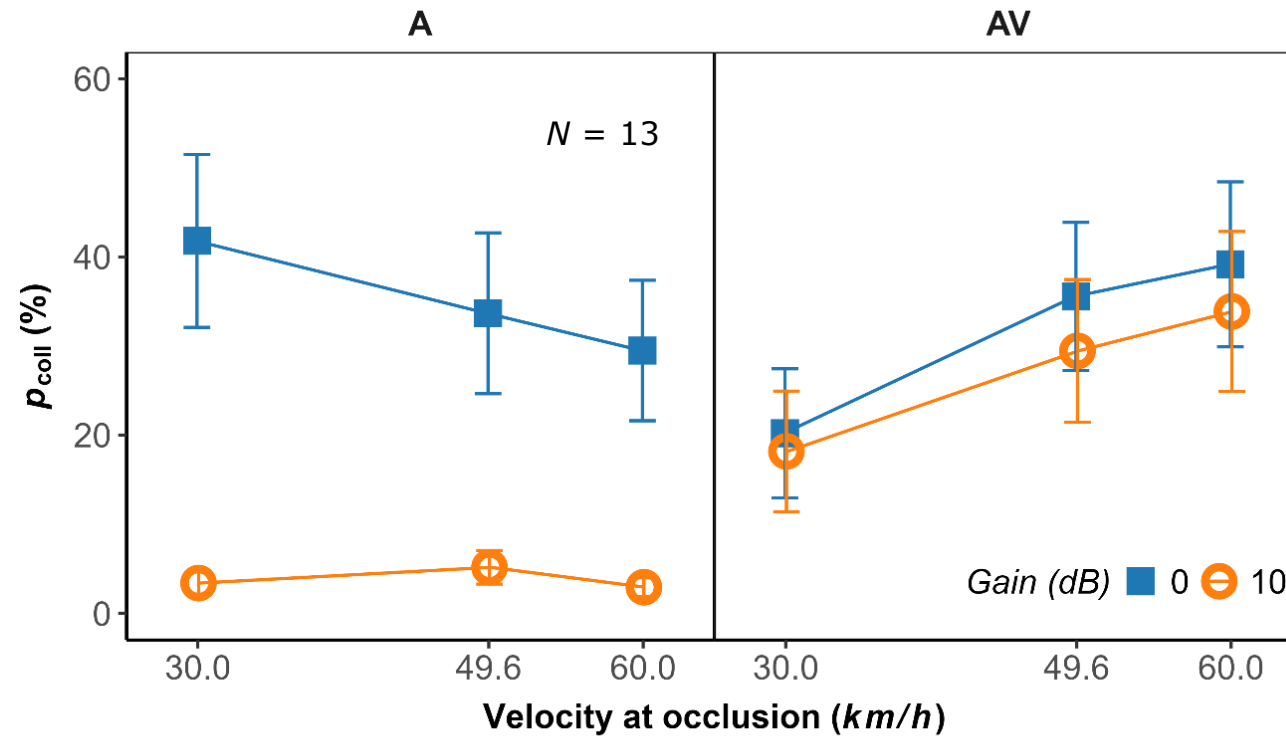 A
AV
60
40
20
0
p_coll (%)
N = 13
Gain (dB) 0 10
30.0 49.6 60.0
30.0 49.6 60.0
Velocity at occlusion (km/h)